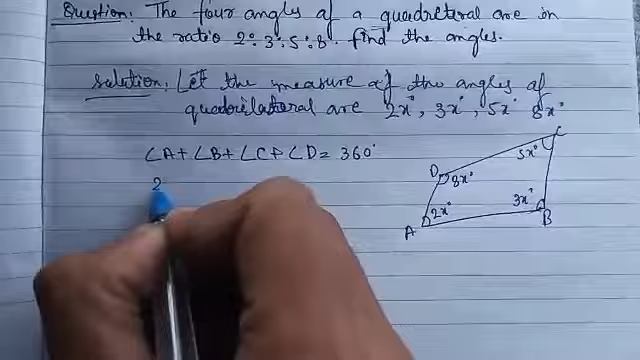 Question: The four angles of a quadrilateral are in
the ratio 2:3:5:8. find the angles.
Solution: Let the measure of the angles of
quadrilateral are 2x°, 3x°, 5x° 8x°
∠A + ∠B + ∠C + ∠D = 360°
2
C
5x°
D
8x°
3x°
2x°
B
A